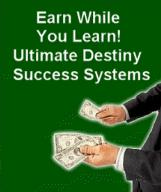 Earn While
You Learn!
Ultimate Destiny
Success Systems